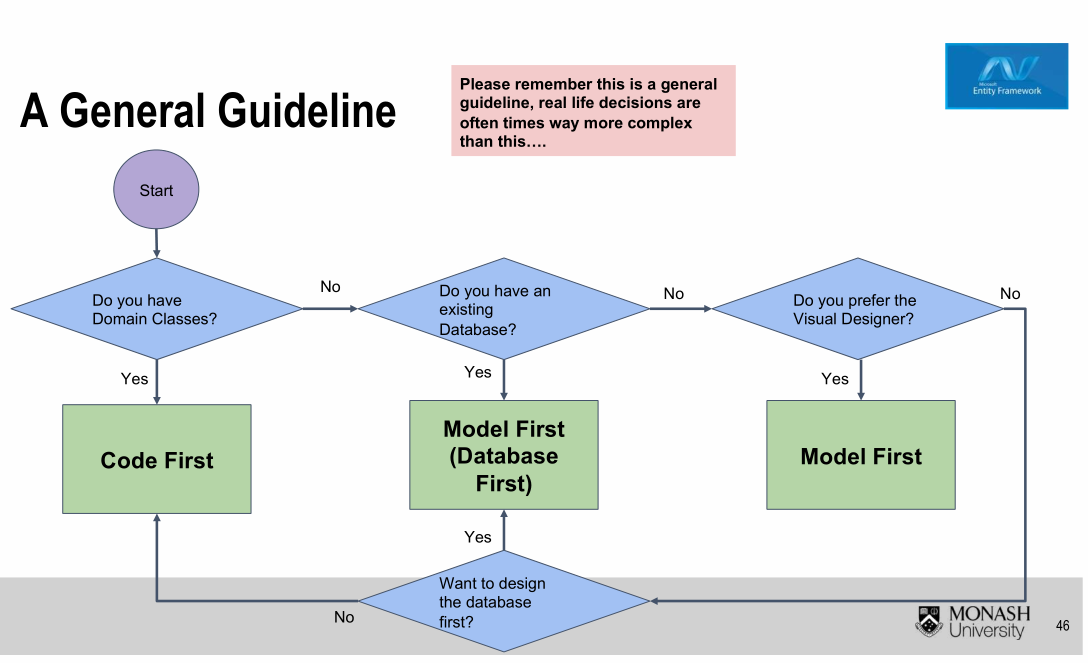 Microsoft
Entity Framework
Please remember this is a general
guideline, real life decisions are
often times way more complex
than this….
A General Guideline
Start
Do you have
Domain Classes?
No
Do you have an
existing
Database?
No
Do you prefer the
Visual Designer?
No
Yes
Yes
Yes
Code First
Model First
(Database
First)
Model First
Yes
Want to design
the database
first?
No
MONASH
University
46